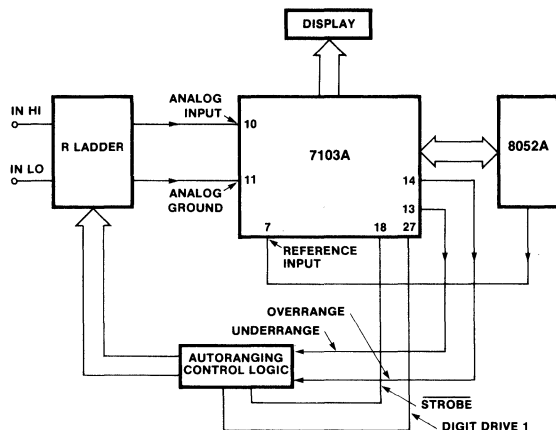 DISPLAY
IN HI
IN LO
R LADDER
ANALOG
INPUT
10
11
ANALOG
GROUND
7103A
14
13
7
18
27
8052A
REFERENCE
INPUT
OVERRANGE
UNDERRANGE
AUTORANGING
CONTROL LOGIC
STROBE
DIGIT DRIVE 1